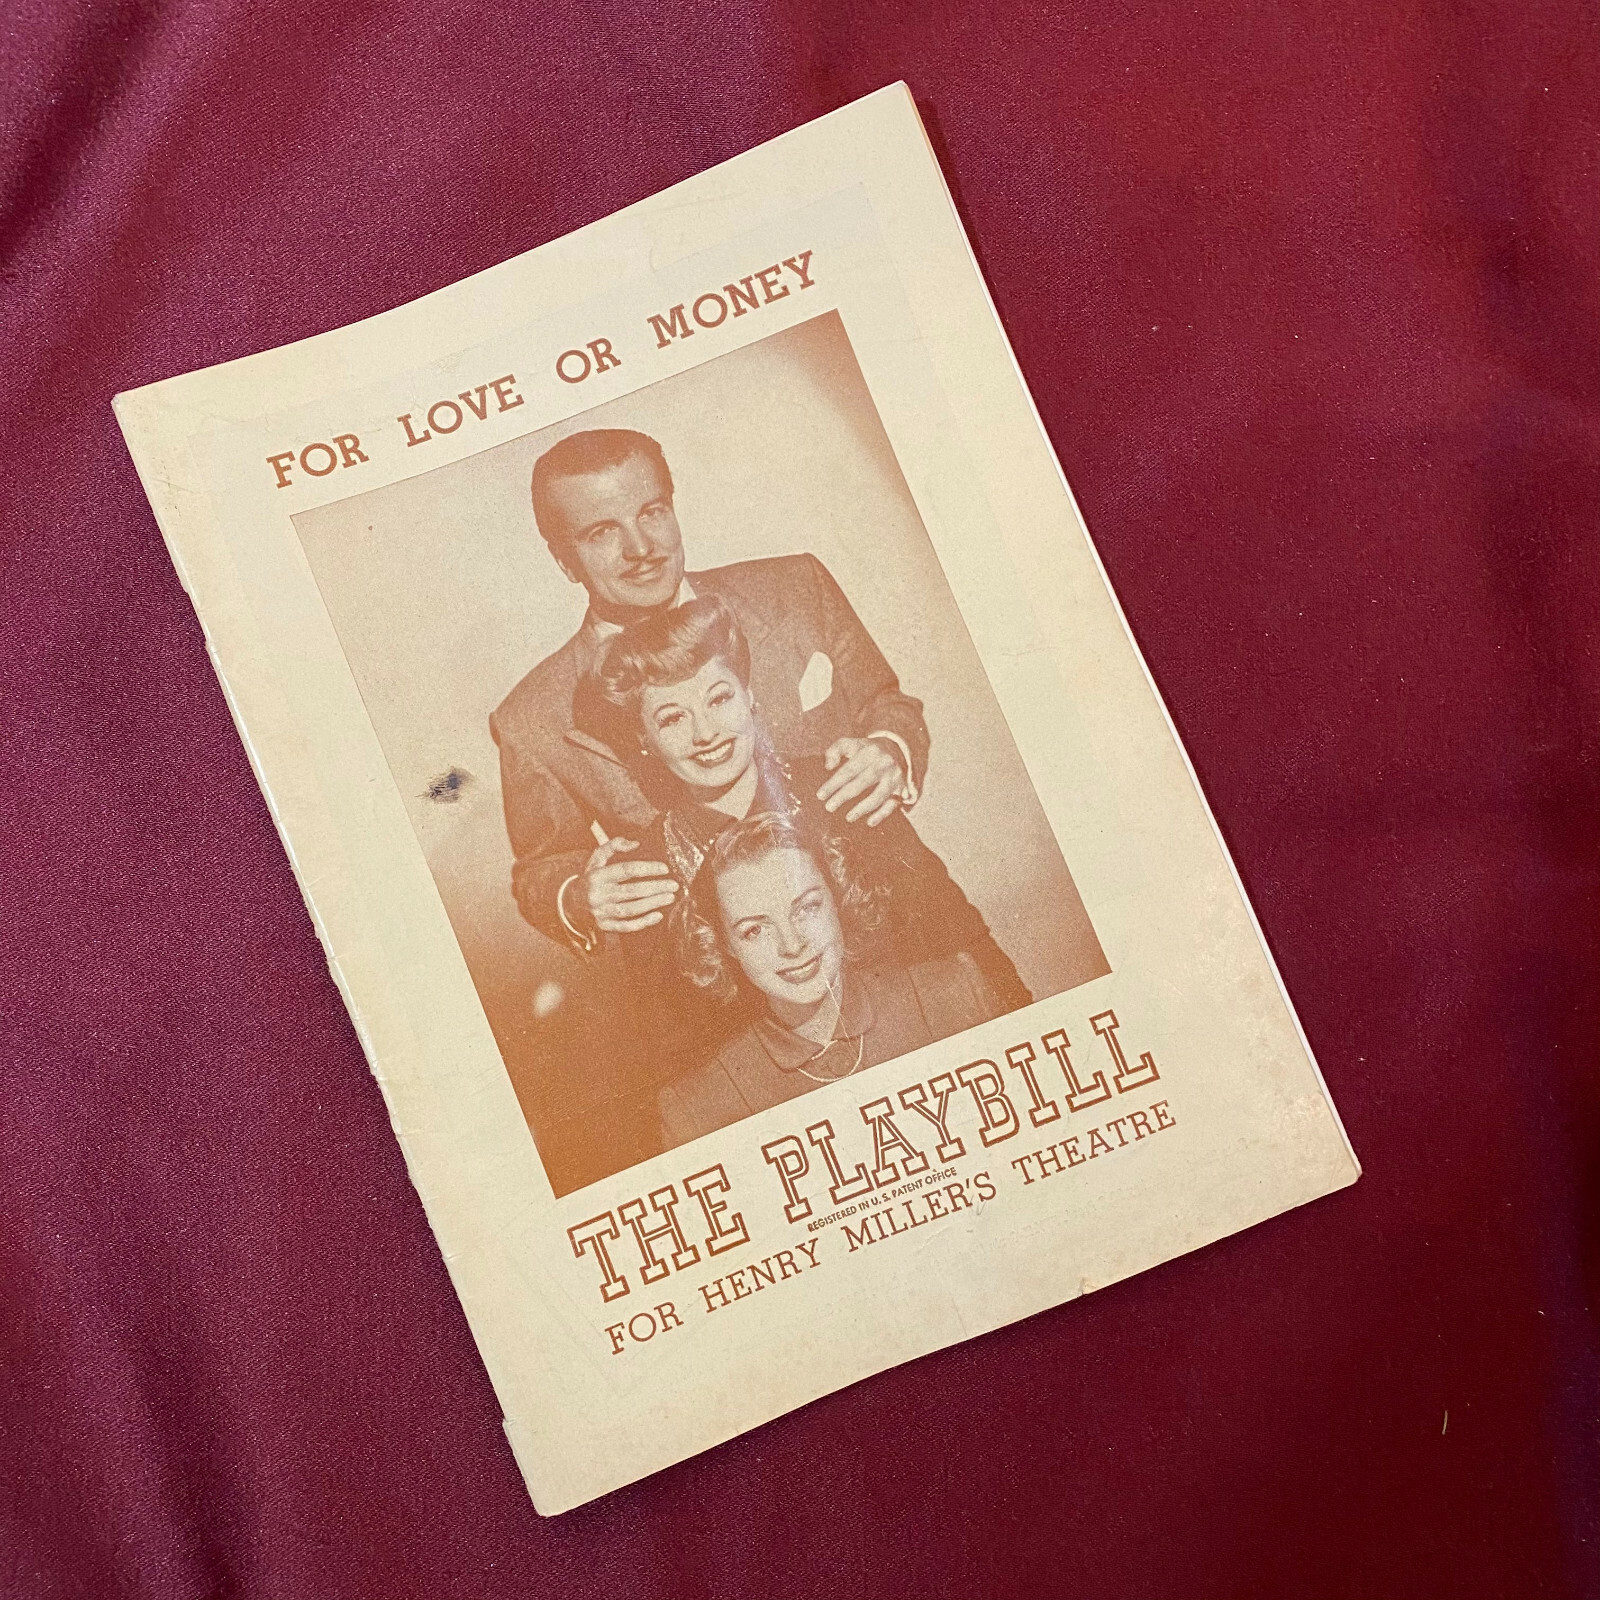 FOR LOVE OR MONEY
THE PLAYBILL
REGISTERED IN U.S. PATENT OFFICE
FOR HENRY MILLER'S THEATRE